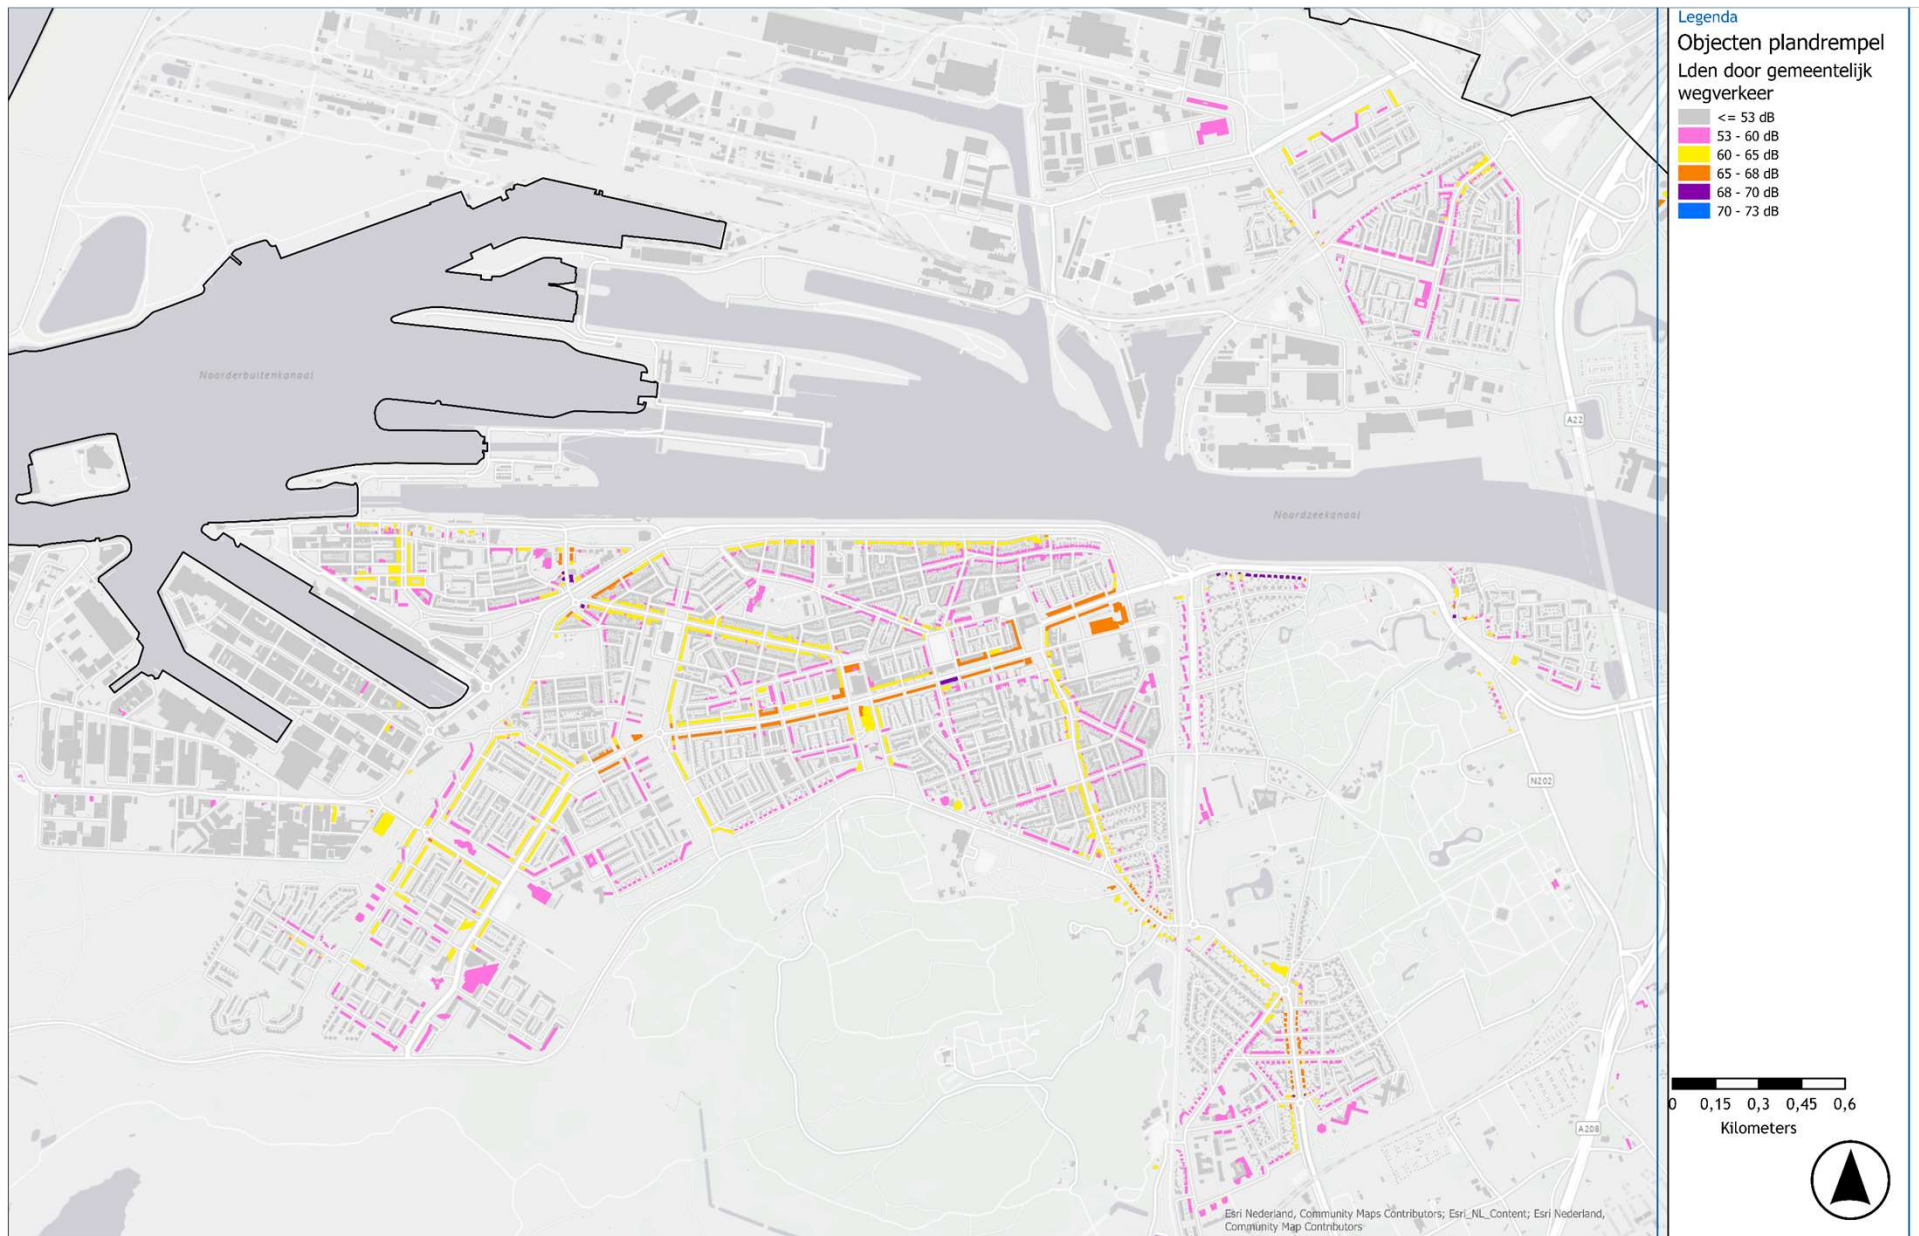 Legenda
Objecten plandrempel
Lden door gemeentelijk
wegverkeer
<= 53 dB
53 - 60 dB
60 - 65 dB
65 - 68 dB
68 - 70 dB
70 - 73 dB
Noorderbuitenkanaal
A22
Noordzeekanaal
N202
A208
0 0,15 0,3 0,45 0,6
Kilometers
Esri Nederland, Community Maps Contributors; Esri_NL_Content; Esri Nederland,
Community Map Contributors